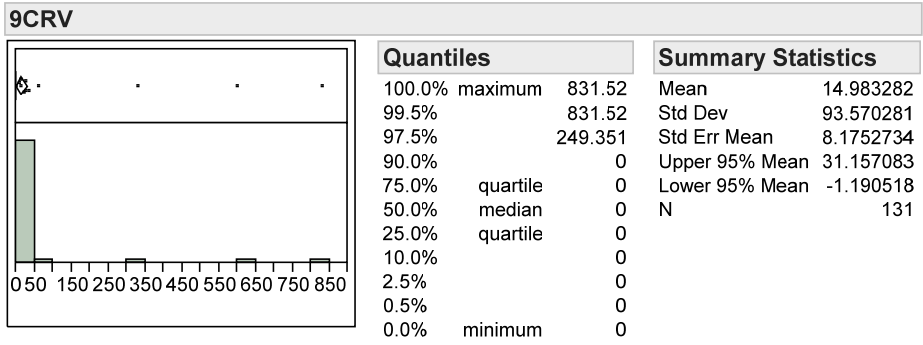 9CRV
0 50 150 250 350 450 550 650 750 850
Quantiles
100.0% maximum 831.52
99.5% 831.52
97.5% 249.351
90.0% 0
75.0% quartile 0
50.0% median 0
25.0% quartile 0
10.0% 0
2.5% 0
0.5% 0
0.0% minimum 0
Summary Statistics
Mean 14.983282
Std Dev 93.570281
Std Err Mean 8.1752734
Upper 95% Mean 31.157083
Lower 95% Mean -1.190518
N 131